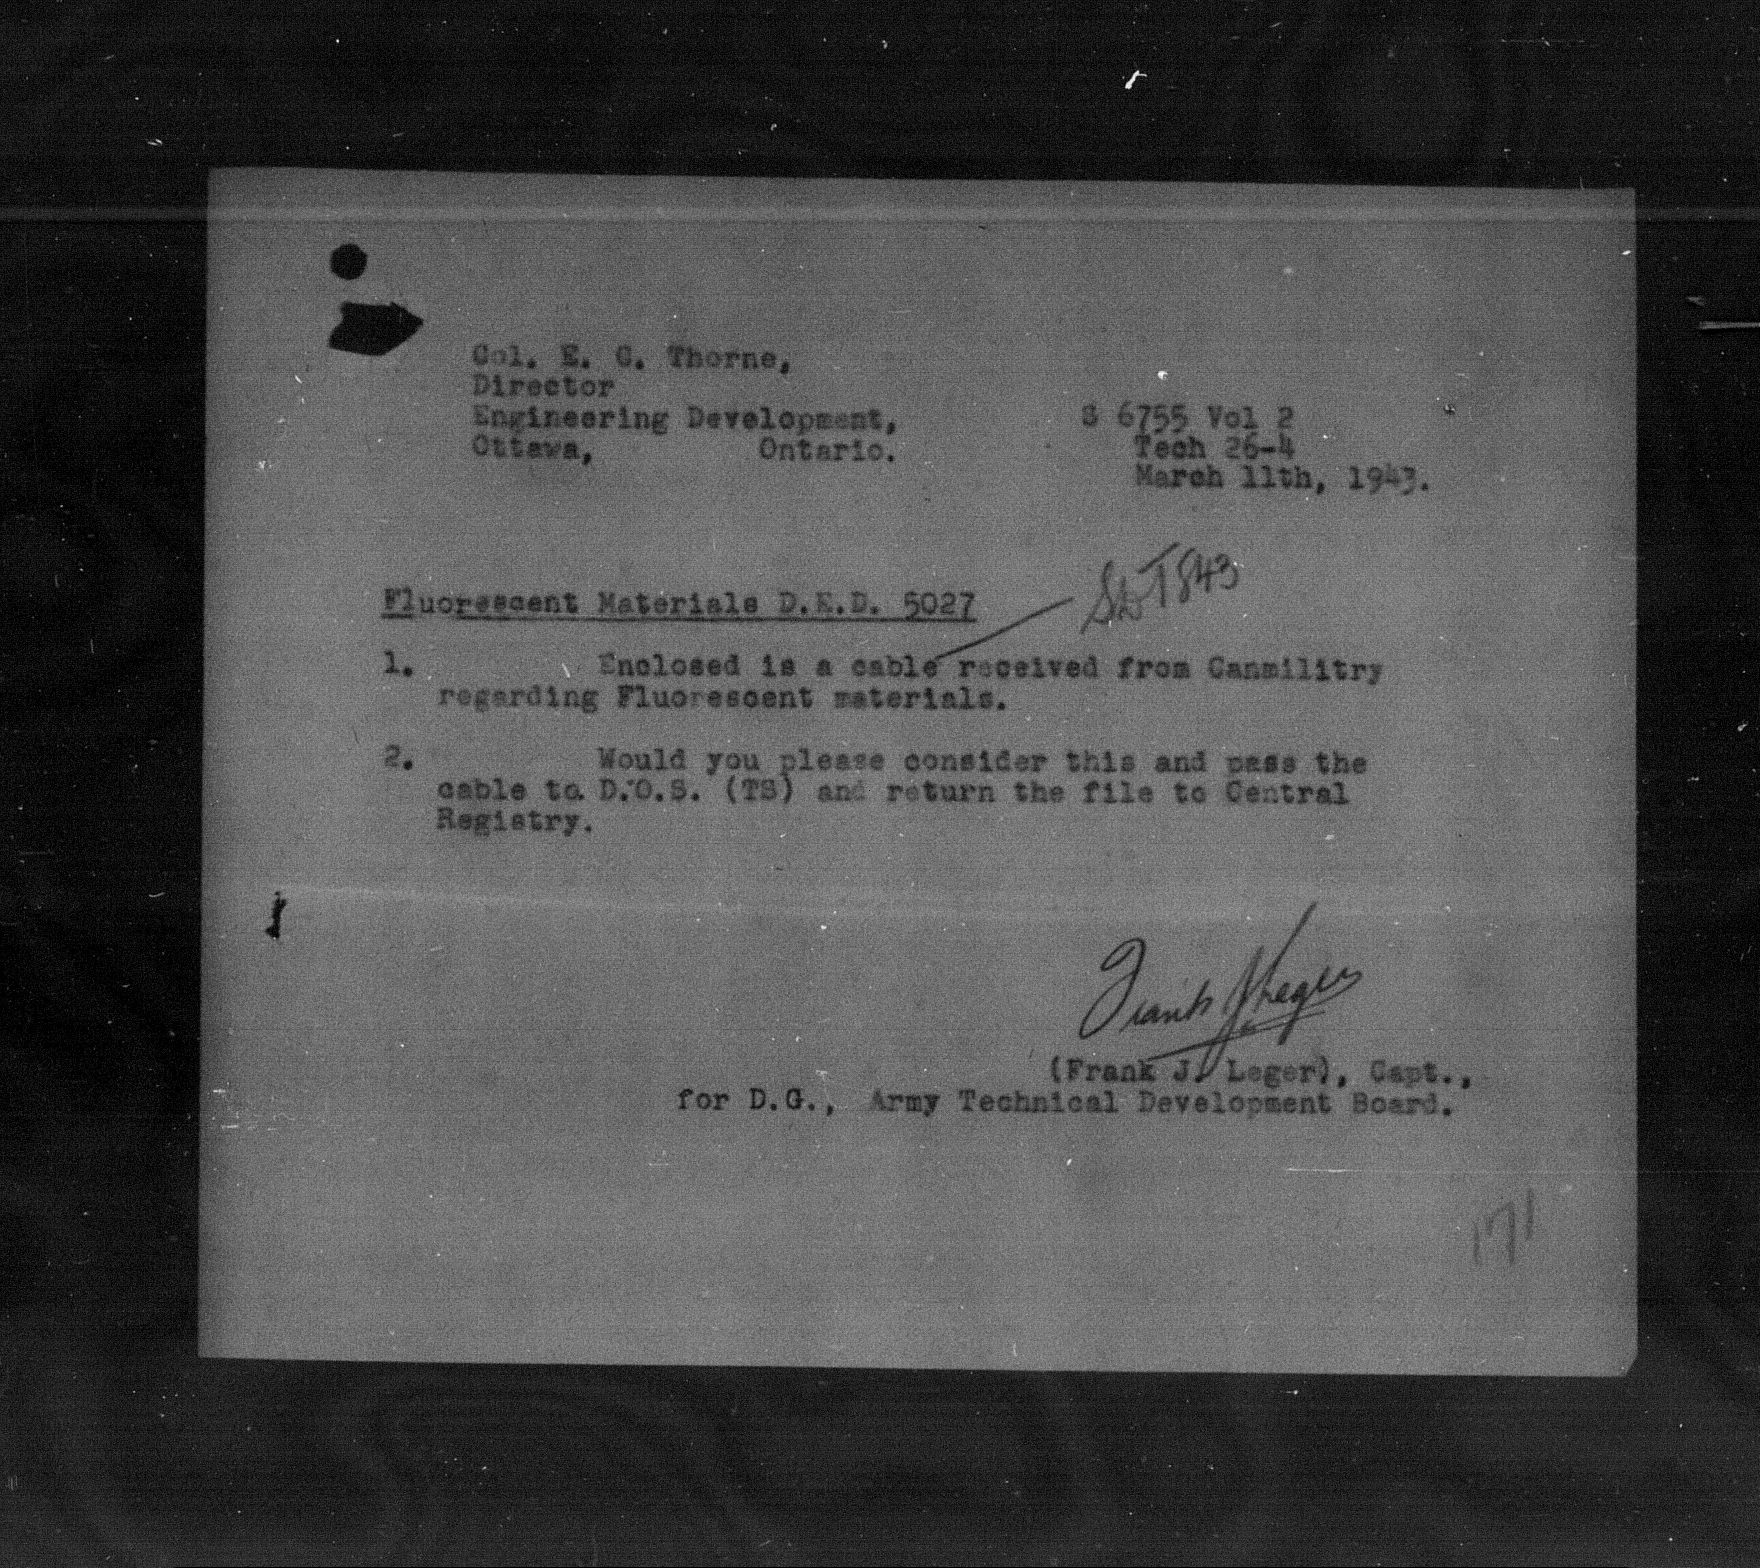 Col. E. C. Thorne,
Director
Engineering Development,
Ottawa, Ontario.
S 6755 Vol 2
Tech 26-4
March 11th, 1943.
T843
Fluorescent Materials D.E.D. 5027
1. Enclosed is a cable received from Canmilitry
regarding Fluorescent materials.
2. Would you please consider this and pass the
cable to D.O.S. (TS) and return the file to Central
Registry.
Frank J Leger
(Frank J. Leger), Capt.,
for D.G., Army Technical Development Board.
171